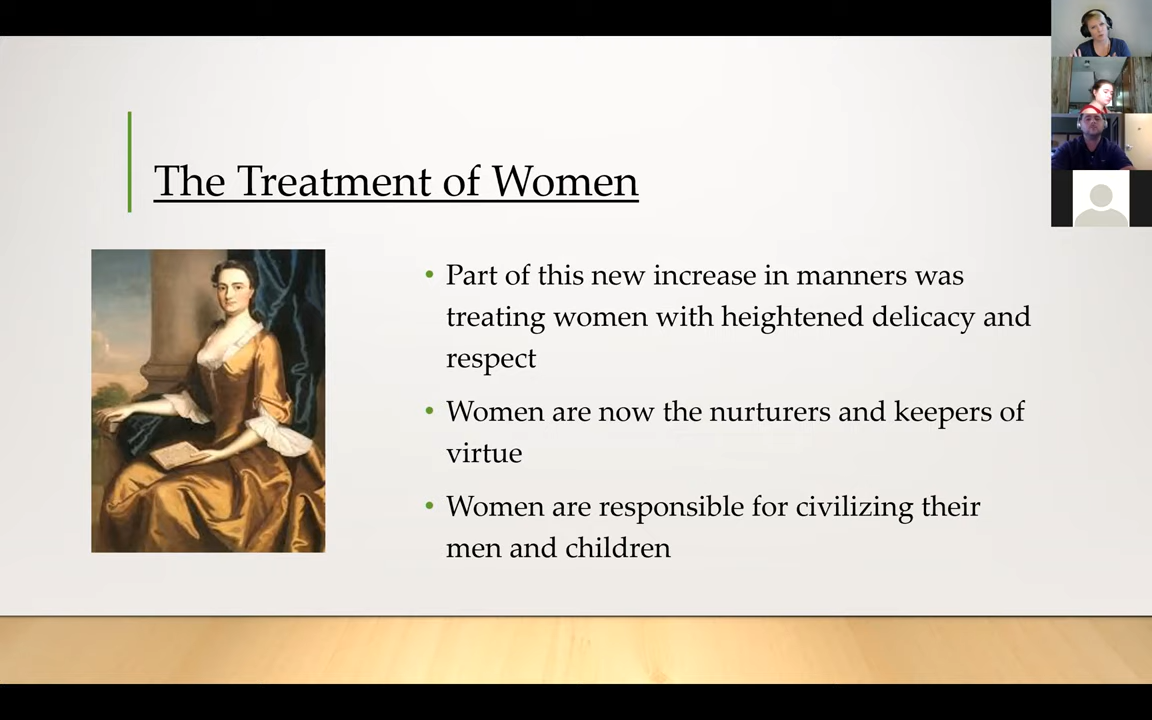 The Treatment of Women
• Part of this new increase in manners was
treating women with heightened delicacy and
respect
• Women are now the nurturers and keepers of
virtue
• Women are responsible for civilizing their
men and children